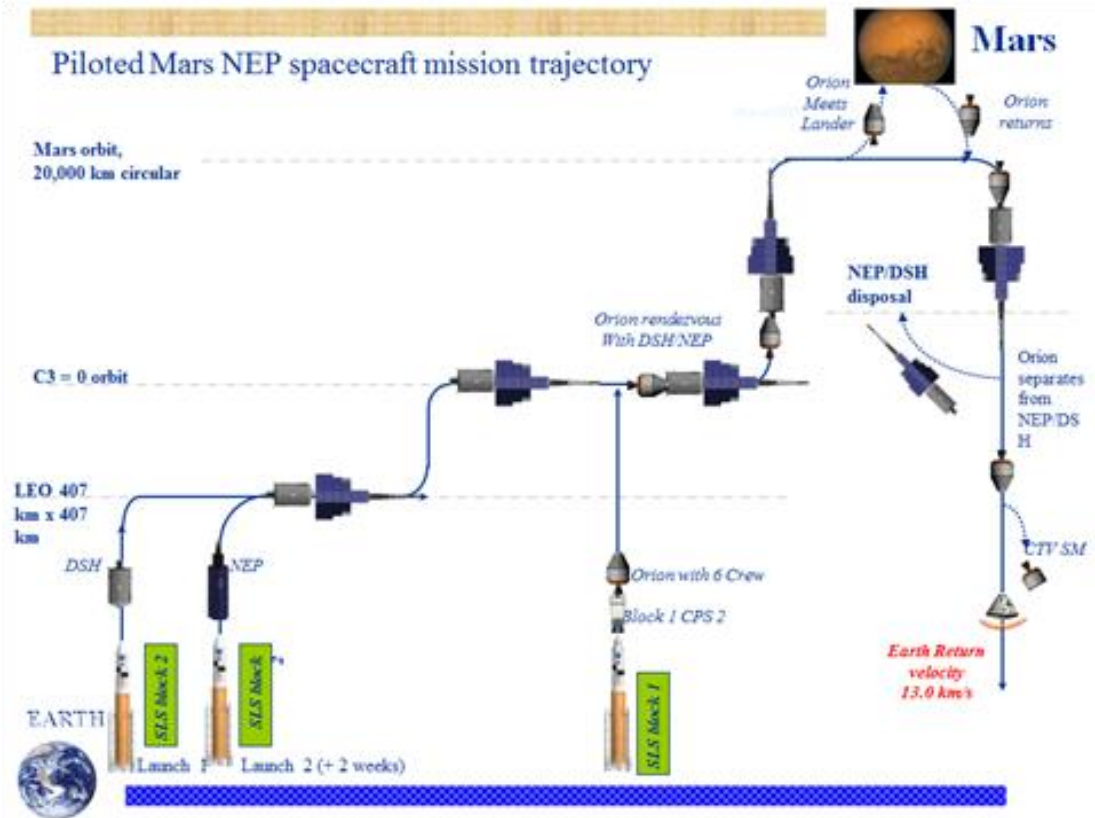 Piloted Mars NEP spacecraft mission trajectory
Mars
Orion
Meets
Lander
Orion
returns
Mars orbit,
20,000 km circular
NEP/DSH
disposal
Orion rendezvous
With DSH/NEP
C3 = 0 orbit
Orion
separates
from
NEP/DS
H
LEO 407
km x 407
km
DSH
NEP
Orion with 6 Crew
Block 1 CPS 2
CTV SM
Earth Return
velocity
13.0 km/s
SLS block 2
SLS block
SLS block 1
EARTH
Launch 1
Launch 2 (+ 2 weeks)